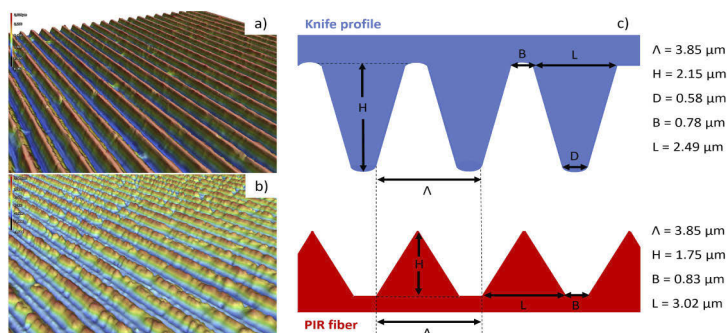 a)
b)
c)
Knife profile
B
L
H
D
Λ
Λ = 3.85 µm
H = 2.15 µm
D = 0.58 µm
B = 0.78 µm
L = 2.49 µm
H
L
B
PIR fiber
Λ
Λ = 3.85 µm
H = 1.75 µm
B = 0.83 µm
L = 3.02 µm